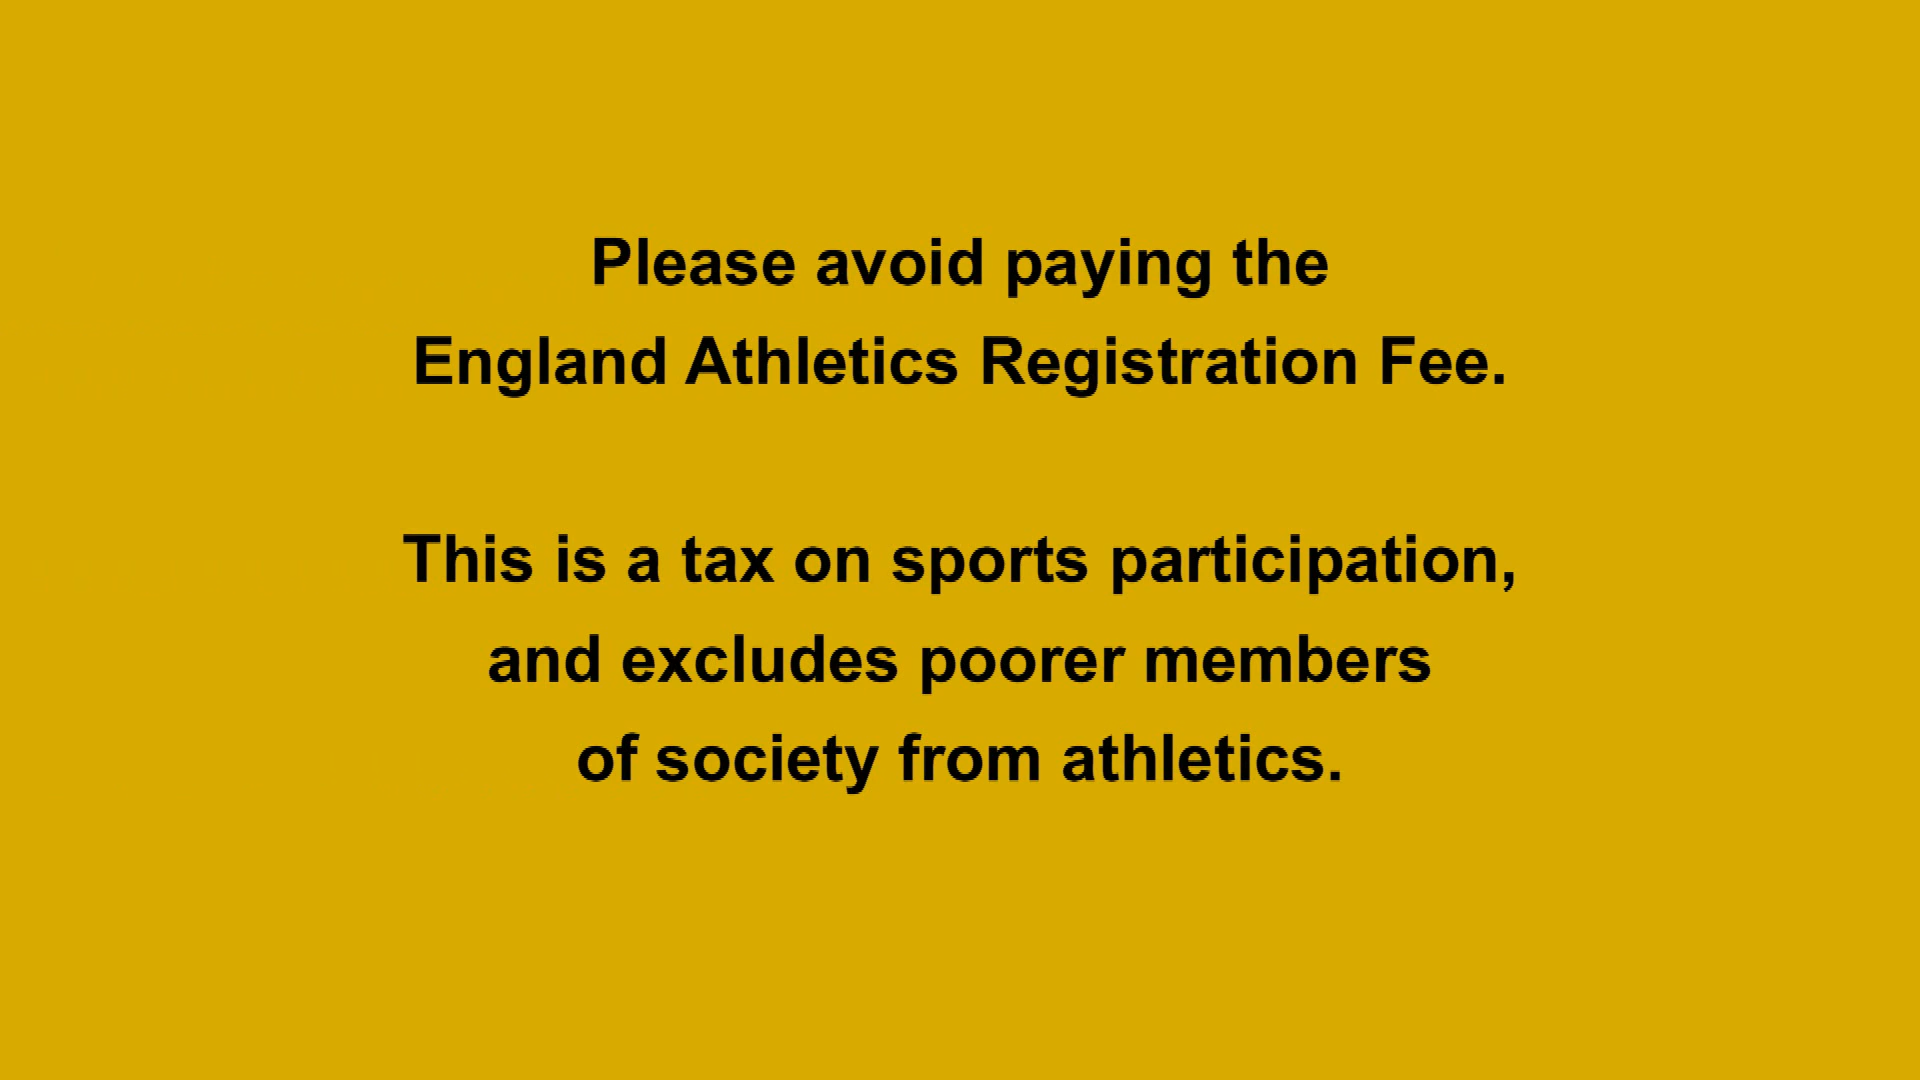 Please avoid paying the
England Athletics Registration Fee.
This is a tax on sports participation,
and excludes poorer members
of society from athletics.